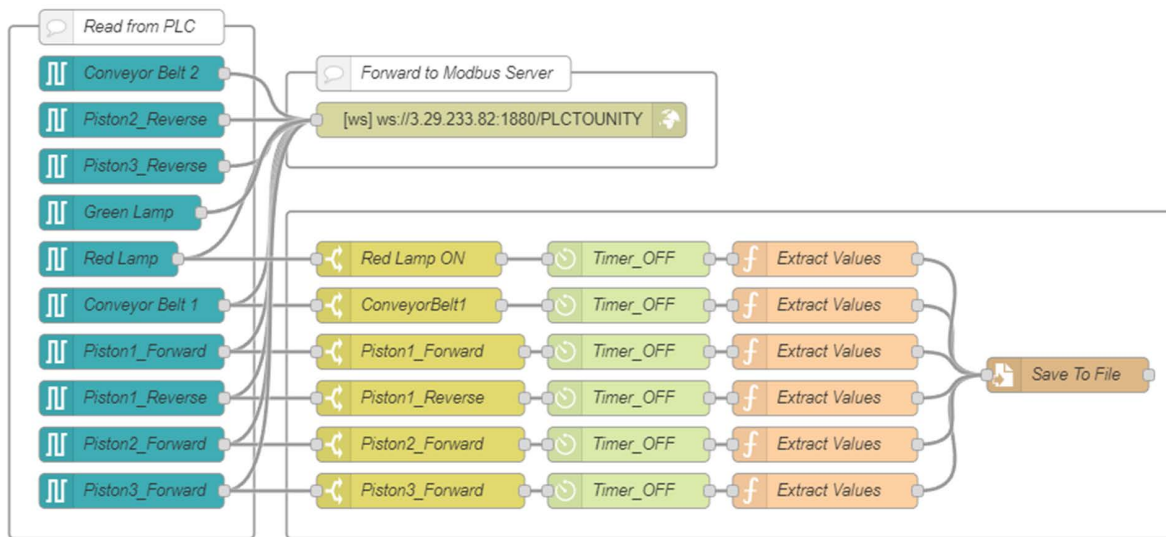 Read from PLC
Conveyor Belt 2
Piston2_Reverse
Piston3_Reverse
Green Lamp
Red Lamp
Conveyor Belt 1
Piston1_Forward
Piston1_Reverse
Piston2_Forward
Piston3_Forward
Forward to Modbus Server
[ws] ws://3.29.233.82:1880/PLCTOUNITY
Red Lamp ON
Timer_OFF
Extract Values
ConveyorBelt1
Timer_OFF
Extract Values
Piston1_Forward
Timer_OFF
Extract Values
Piston1_Reverse
Timer_OFF
Extract Values
Piston2_Forward
Timer_OFF
Extract Values
Piston3_Forward
Timer_OFF
Extract Values
Save To File